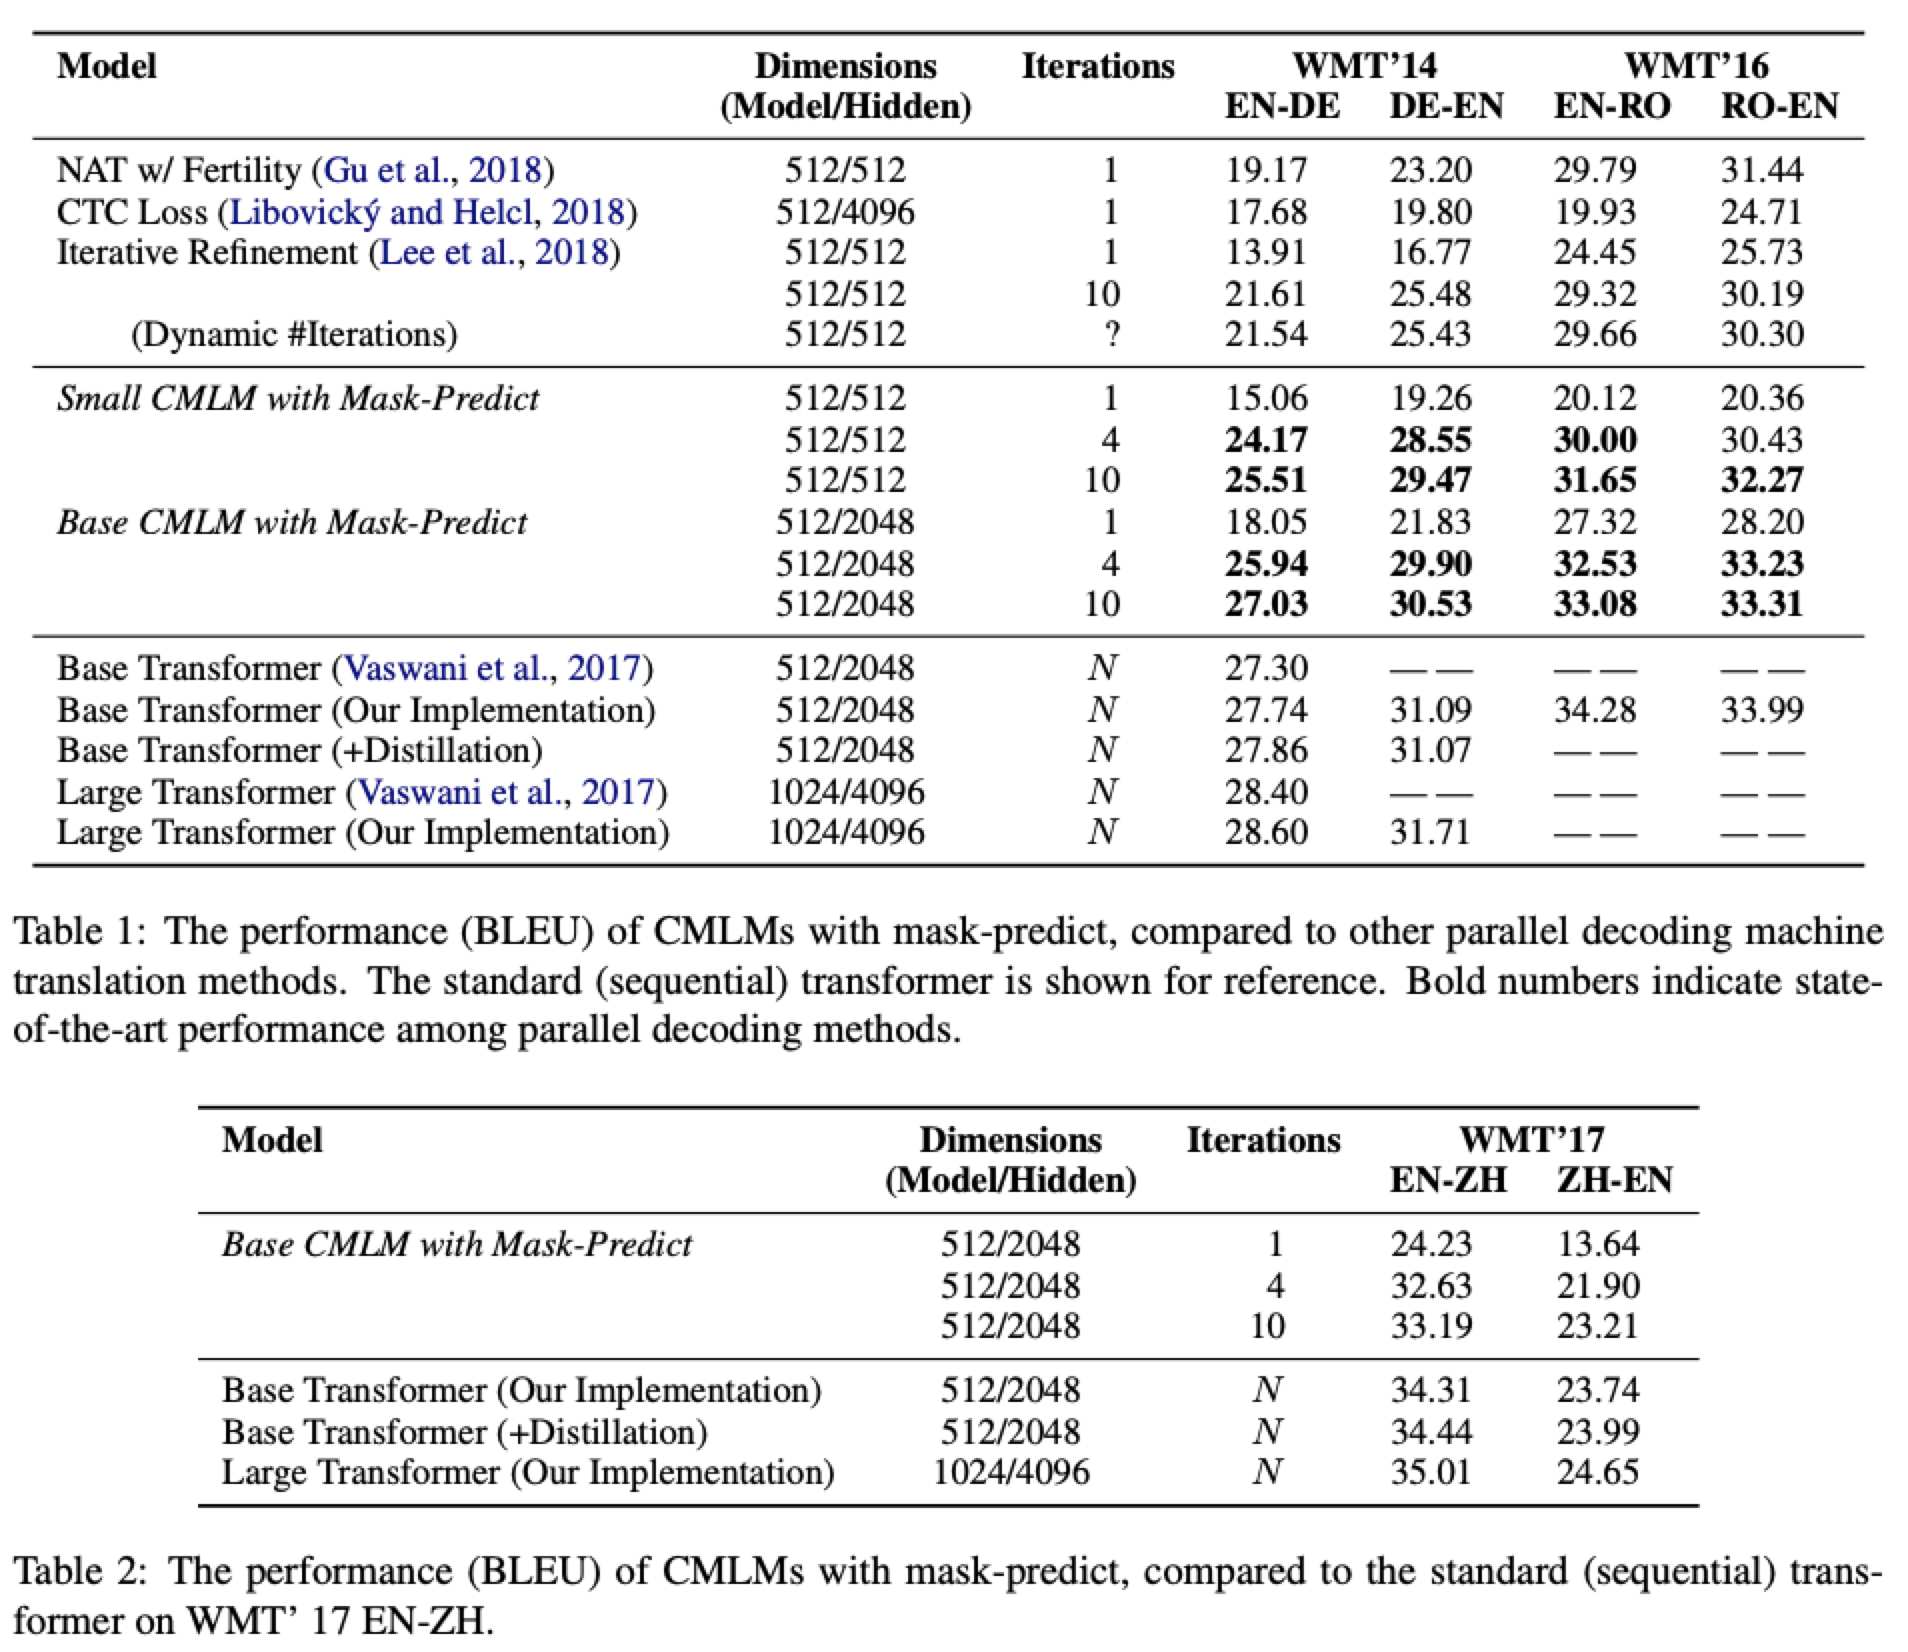 Model Dimensions Iterations WMT’14 WMT’16
(Model/Hidden) EN-DE DE-EN EN-RO RO-EN
NAT w/ Fertility (Gu et al., 2018) 512/512 1 19.17 23.20 29.79 31.44
CTC Loss (Libovický and Helcl, 2018) 512/4096 1 17.68 19.80 19.93 24.71
Iterative Refinement (Lee et al., 2018) 512/512 1 13.91 16.77 24.45 25.73
512/512 10 21.61 25.48 29.32 30.19
(Dynamic #Iterations) 512/512 ? 21.54 25.43 29.66 30.30
Small CMLM with Mask-Predict 512/512 1 15.06 19.26 20.12 20.36
512/512 4 24.17 28.55 30.00 30.43
512/512 10 25.51 29.47 31.65 32.27
Base CMLM with Mask-Predict 512/2048 1 18.05 21.83 27.32 28.20
512/2048 4 25.94 29.90 32.53 33.23
512/2048 10 27.03 30.53 33.08 33.31
Base Transformer (Vaswani et al., 2017) 512/2048 N 27.30 —— —— ——
Base Transformer (Our Implementation) 512/2048 N 27.74 31.09 34.28 33.99
Base Transformer (+Distillation) 512/2048 N 27.86 31.07 —— ——
Large Transformer (Vaswani et al., 2017) 1024/4096 N 28.40 —— —— ——
Large Transformer (Our Implementation) 1024/4096 N 28.60 31.71 —— ——
Table 1: The performance (BLEU) of CMLMs with mask-predict, compared to other parallel decoding machine
translation methods. The standard (sequential) transformer is shown for reference. Bold numbers indicate state-
of-the-art performance among parallel decoding methods.
Model Dimensions Iterations WMT’17
(Model/Hidden) EN-ZH ZH-EN
Base CMLM with Mask-Predict 512/2048 1 24.23 13.64
512/2048 4 32.63 21.90
512/2048 10 33.19 23.21
Base Transformer (Our Implementation) 512/2048 N 34.31 23.74
Base Transformer (+Distillation) 512/2048 N 34.44 23.99
Large Transformer (Our Implementation) 1024/4096 N 35.01 24.65
Table 2: The performance (BLEU) of CMLMs with mask-predict, compared to the standard (sequential) trans-
former on WMT’ 17 EN-ZH.